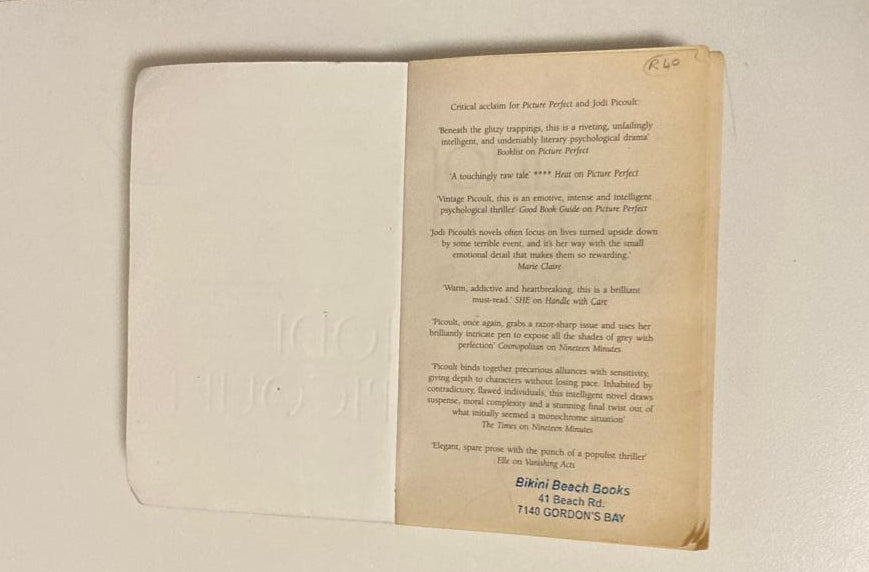 R40
Critical acclaim for Picture Perfect and Jodi Picoult:
'Beneath the glitzy trappings, this is a riveting, unfailingly
intelligent, and undeniably literary psychological drama'
Booklist on Picture Perfect
'A touchingly raw tale' **** Heat on Picture Perfect
'Vintage Picoult, this is an emotive, intense and intelligent
psychological thriller' Good Book Guide on Picture Perfect
'Jodi Picoult's novels often focus on lives turned upside down
by some terrible event, and it's her way with the small
emotional detail that makes them so rewarding.'
Marie Claire
'Warm, addictive and heartbreaking, this is a brilliant
must-read.' SHE on Handle with Care
'Picoult, once again, grabs a razor-sharp issue and uses her
brilliantly intricate pen to expose all the shades of grey with
perfection' Cosmopolitan on Nineteen Minutes
'Picoult binds together precarious alliances with sensitivity,
giving depth to characters without losing pace. Inhabited by
contradictory, flawed individuals, this intelligent novel draws
suspense, moral complexity and a stunning final twist out of
what initially seemed a monochrome situation'
The Times on Nineteen Minutes
'Elegant, spare prose with the punch of a populist thriller'
Elle on Vanishing Acts
Bikini Beach Books
41 Beach Rd.
7140 GORDON'S BAY